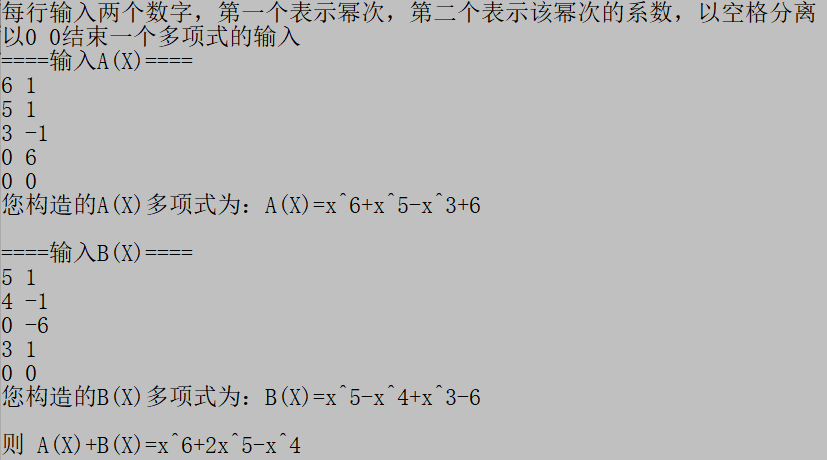 每行输入两个数字，第一个表示幂次，第二个表示该幂次的系数，以空格分离
以0 0结束一个多项式的输入
====输入A(X)====
6 1
5 1
3 -1
0 6
0 0
您构造的A(X)多项式为：A(X)=x^6+x^5-x^3+6
====输入B(X)====
5 1
4 -1
0 -6
3 1
0 0
您构造的B(X)多项式为：B(X)=x^5-x^4+x^3-6
则 A(X)+B(X)=x^6+2x^5-x^4